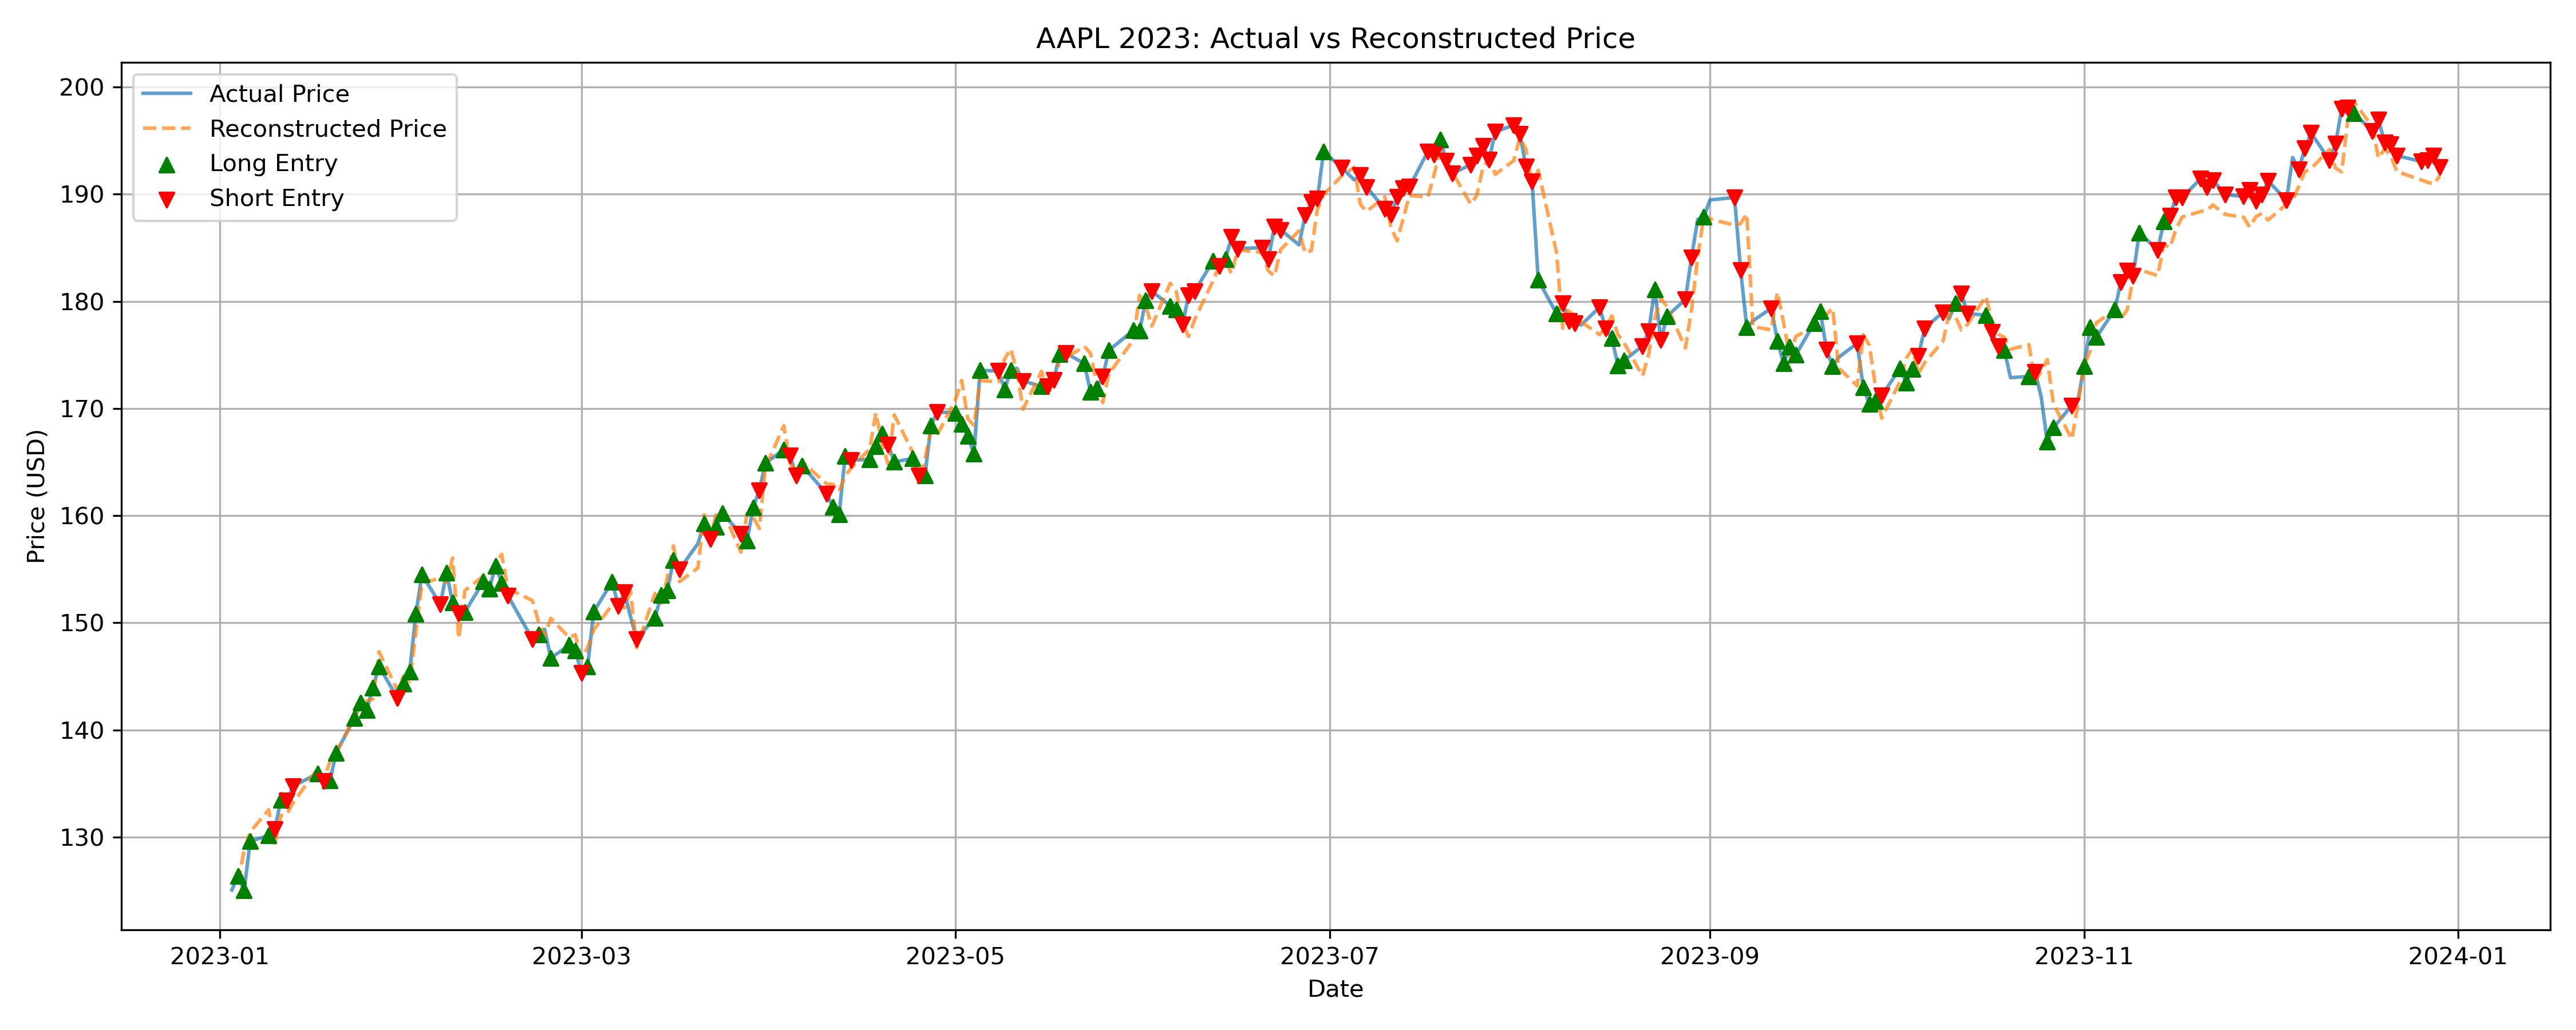 AAPL 2023: Actual vs Reconstructed Price
Actual Price
Reconstructed Price
Long Entry
Short Entry
Price (USD)
200
190
180
170
160
150
140
130
2023-01
2023-03
2023-05
2023-07
2023-09
2023-11
2024-01
Date